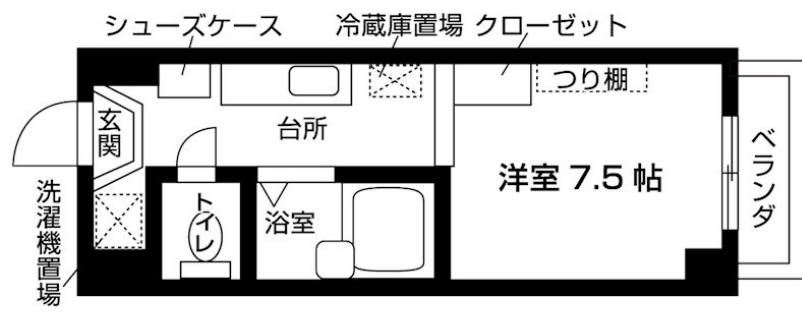 シューズケース
冷蔵庫置場
クローゼット
つり棚
玄関
台所
洋室 7.5 帖
ベランダ
洗濯機置場
トイレ
浴室